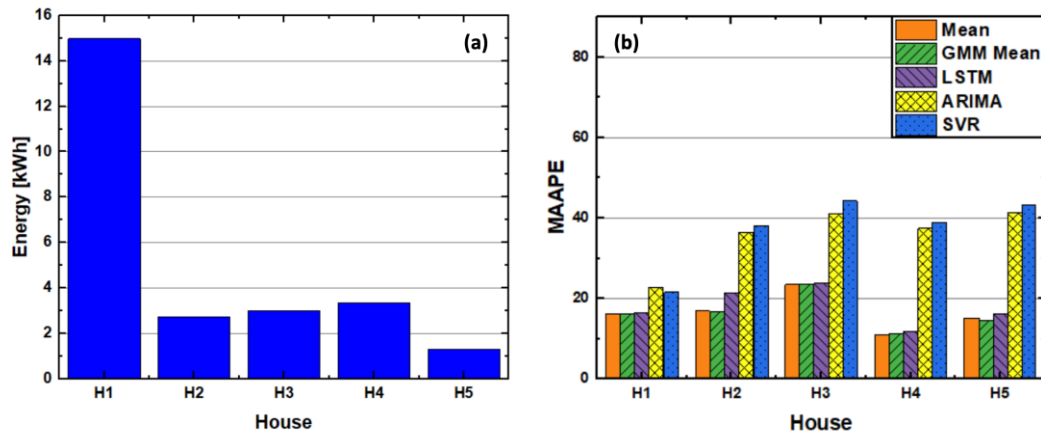 (a)
Energy [kWh]
16
14
12
10
8
6
4
2
0
H1 H2 H3 H4 H5
House
(b)
Mean
GMM Mean
LSTM
ARIMA
SVR
MAAPE
80
60
40
20
0
H1 H2 H3 H4 H5
House